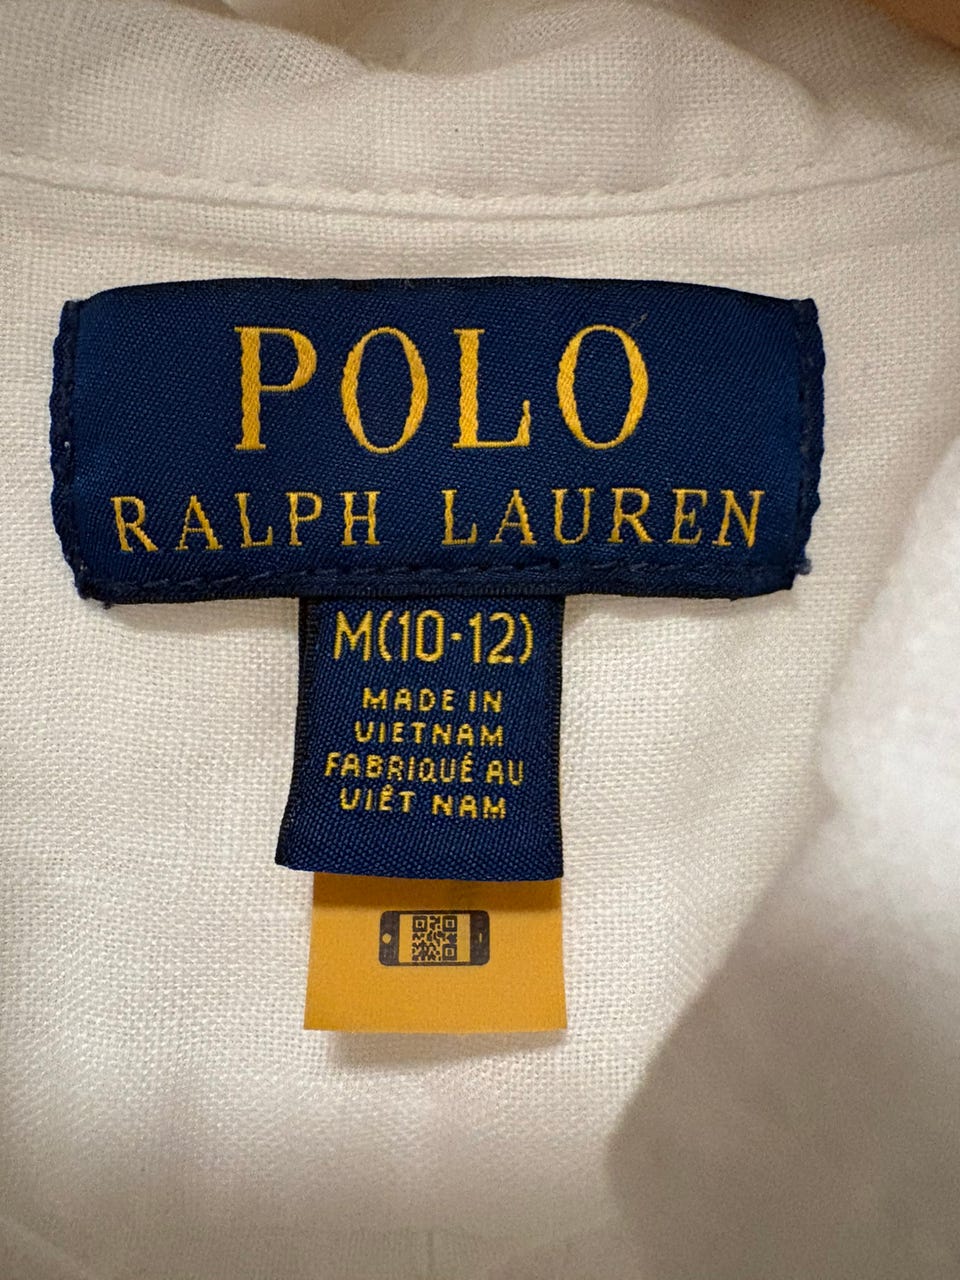 POLO
RALPH LAUREN
M(10-12)
MADE IN
VIETNAM
FABRIQUÉ AU
VIÊT NAM